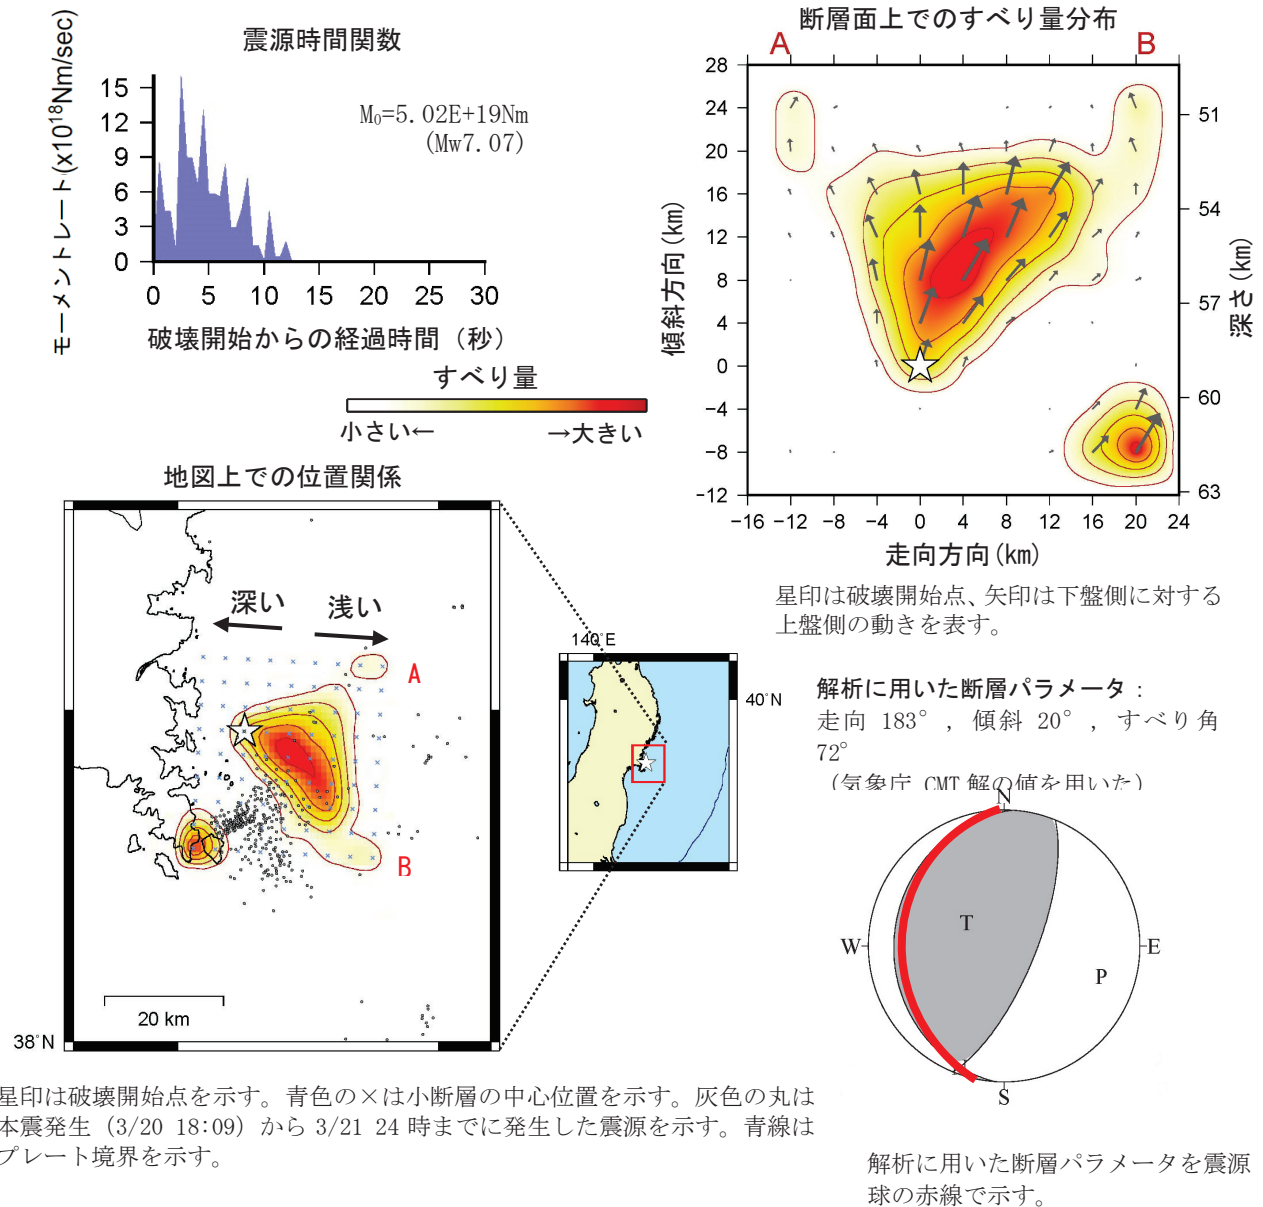 震源時間関数
モーメントレート(x10¹⁸Nm/sec)
15
12
9
6
3
0
M₀=5.02E+19Nm
(Mw7.07)
0 5 10 15 20 25 30
破壊開始からの経過時間（秒）
すべり量
小さい← →大きい
断層面上でのすべり量分布
A B
28
24
20
16
12
8
4
0
−4
−8
−12
傾斜方向(km)
51
54
57
60
63
深さ(km)
−16 −12 −8 −4 0 4 8 12 16 20 24
走向方向(km)
星印は破壊開始点、矢印は下盤側に対する
上盤側の動きを表す。
地図上での位置関係
深い 浅い
A
B
20 km
38°N
140°E
40°N
解析に用いた断層パラメータ：
走向 183°，傾斜 20°，すべり角
72°
（気象庁 CMT 解の値を用いた）
N
T
W
E
P
S
星印は破壊開始点を示す。青色の×は小断層の中心位置を示す。灰色の丸は
本震発生（3/20 18:09）から 3/21 24 時までに発生した震源を示す。青線は
プレート境界を示す。
解析に用いた断層パラメータを震源
球の赤線で示す。